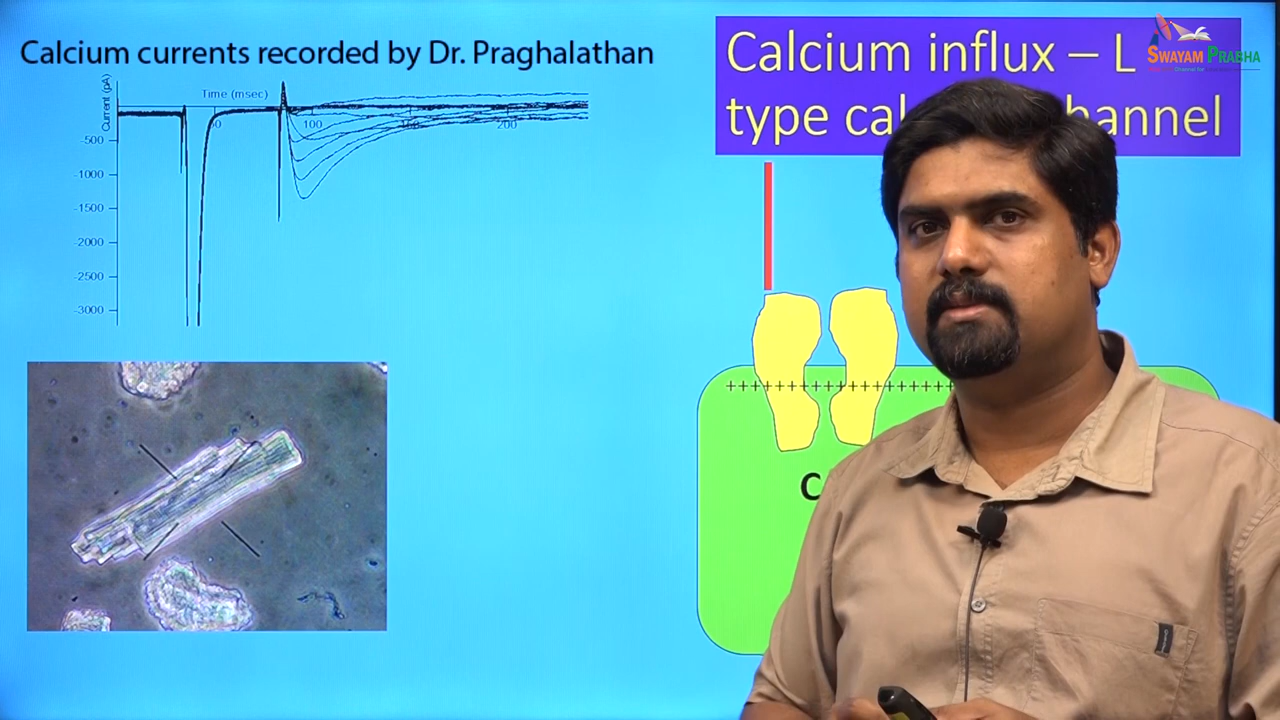 Calcium currents recorded by Dr. Praghalathan
Calcium influx – L
type cal hannel
SWAYAM PRABHA
Time (msec)
Current (pA)
100
200
-500
-1000
-1500
-2000
-2500
-3000
++++++++++++++++++